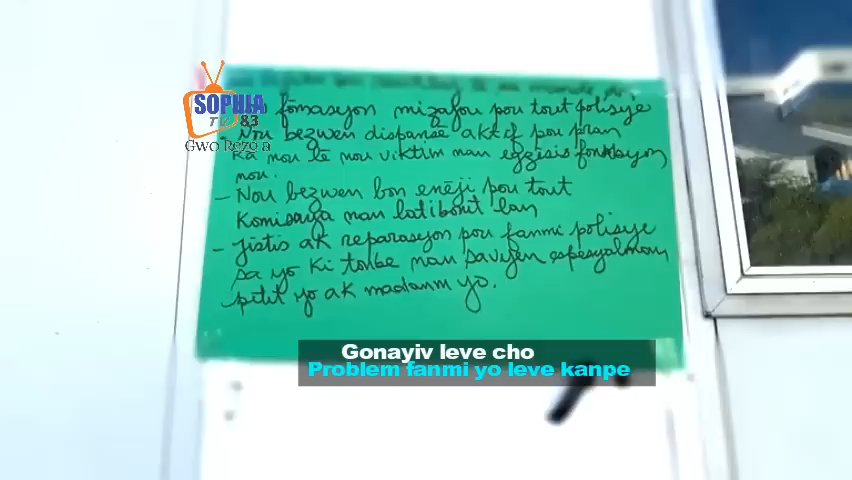 SOPHIA
TV 83
Gwo Rezo a
fòmasyon mizafou pou tout polisye
- Nou bezwen dispansè aktif pou pran
ka nou lè nou viktim nan egzèsis fonksyon
nou.
- Nou bezwen bon enèji pou tout
Komisarya nan latibonit lan
- Jistis ak reparasyon pou fanmi polisye
sa yo ki tonbe nan Savyen espesyalman
pitit yo ak madanm yo.
Gonayiv leve cho
Problem fanmi yo leve kanpe